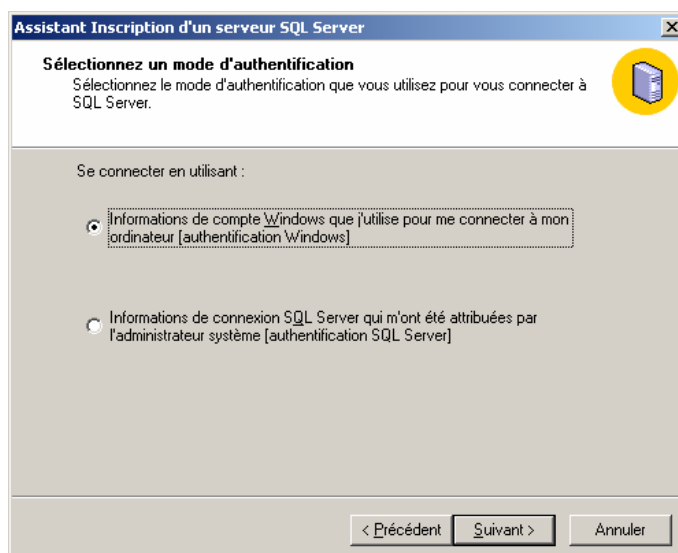 Assistant Inscription d'un serveur SQL Server
Sélectionnez un mode d'authentification
Sélectionnez le mode d'authentification que vous utilisez pour vous connecter à
SQL Server.
Se connecter en utilisant :
Informations de compte Windows que j'utilise pour me connecter à mon
ordinateur [authentification Windows]
Informations de connexion SQL Server qui m'ont été attribuées par
l'administrateur système [authentification SQL Server]
< Précédent
Suivant >
Annuler